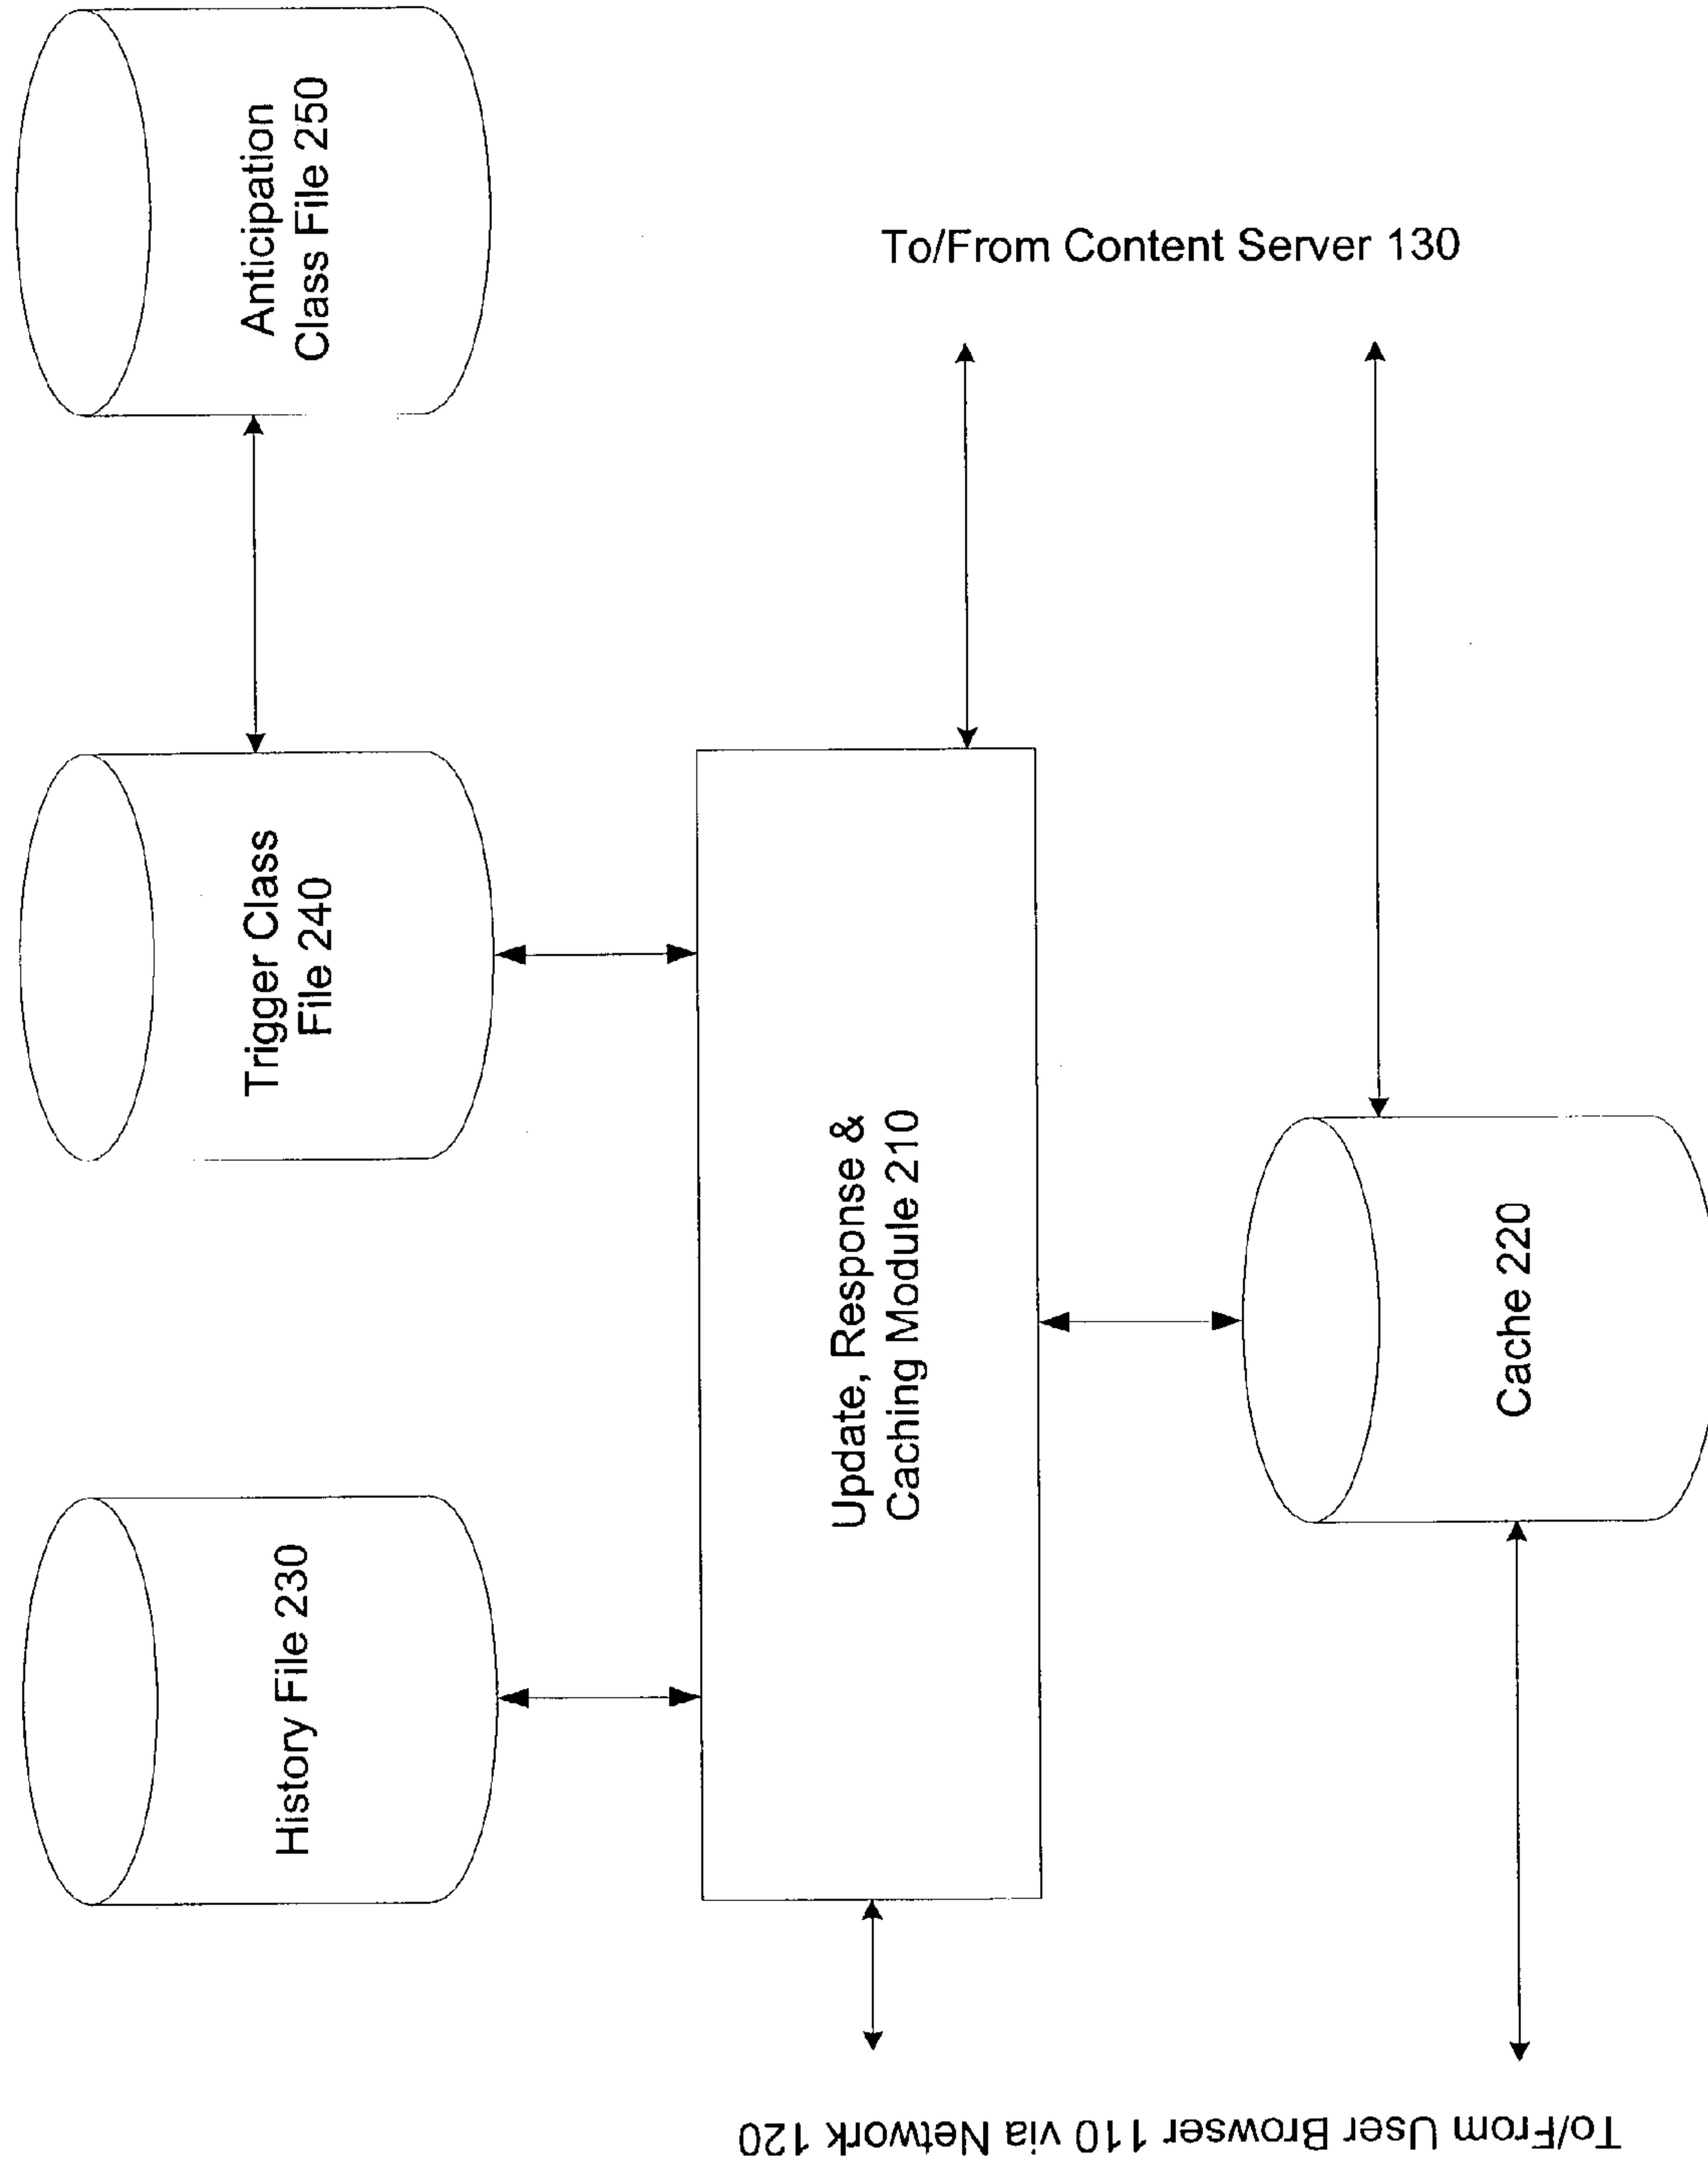 History File 230
Trigger Class
File 240
Anticipation
Class File 250
Update, Response &
Caching Module 210
Cache 220
To/From User Browser 110 via Network 120
To/From Content Server 130